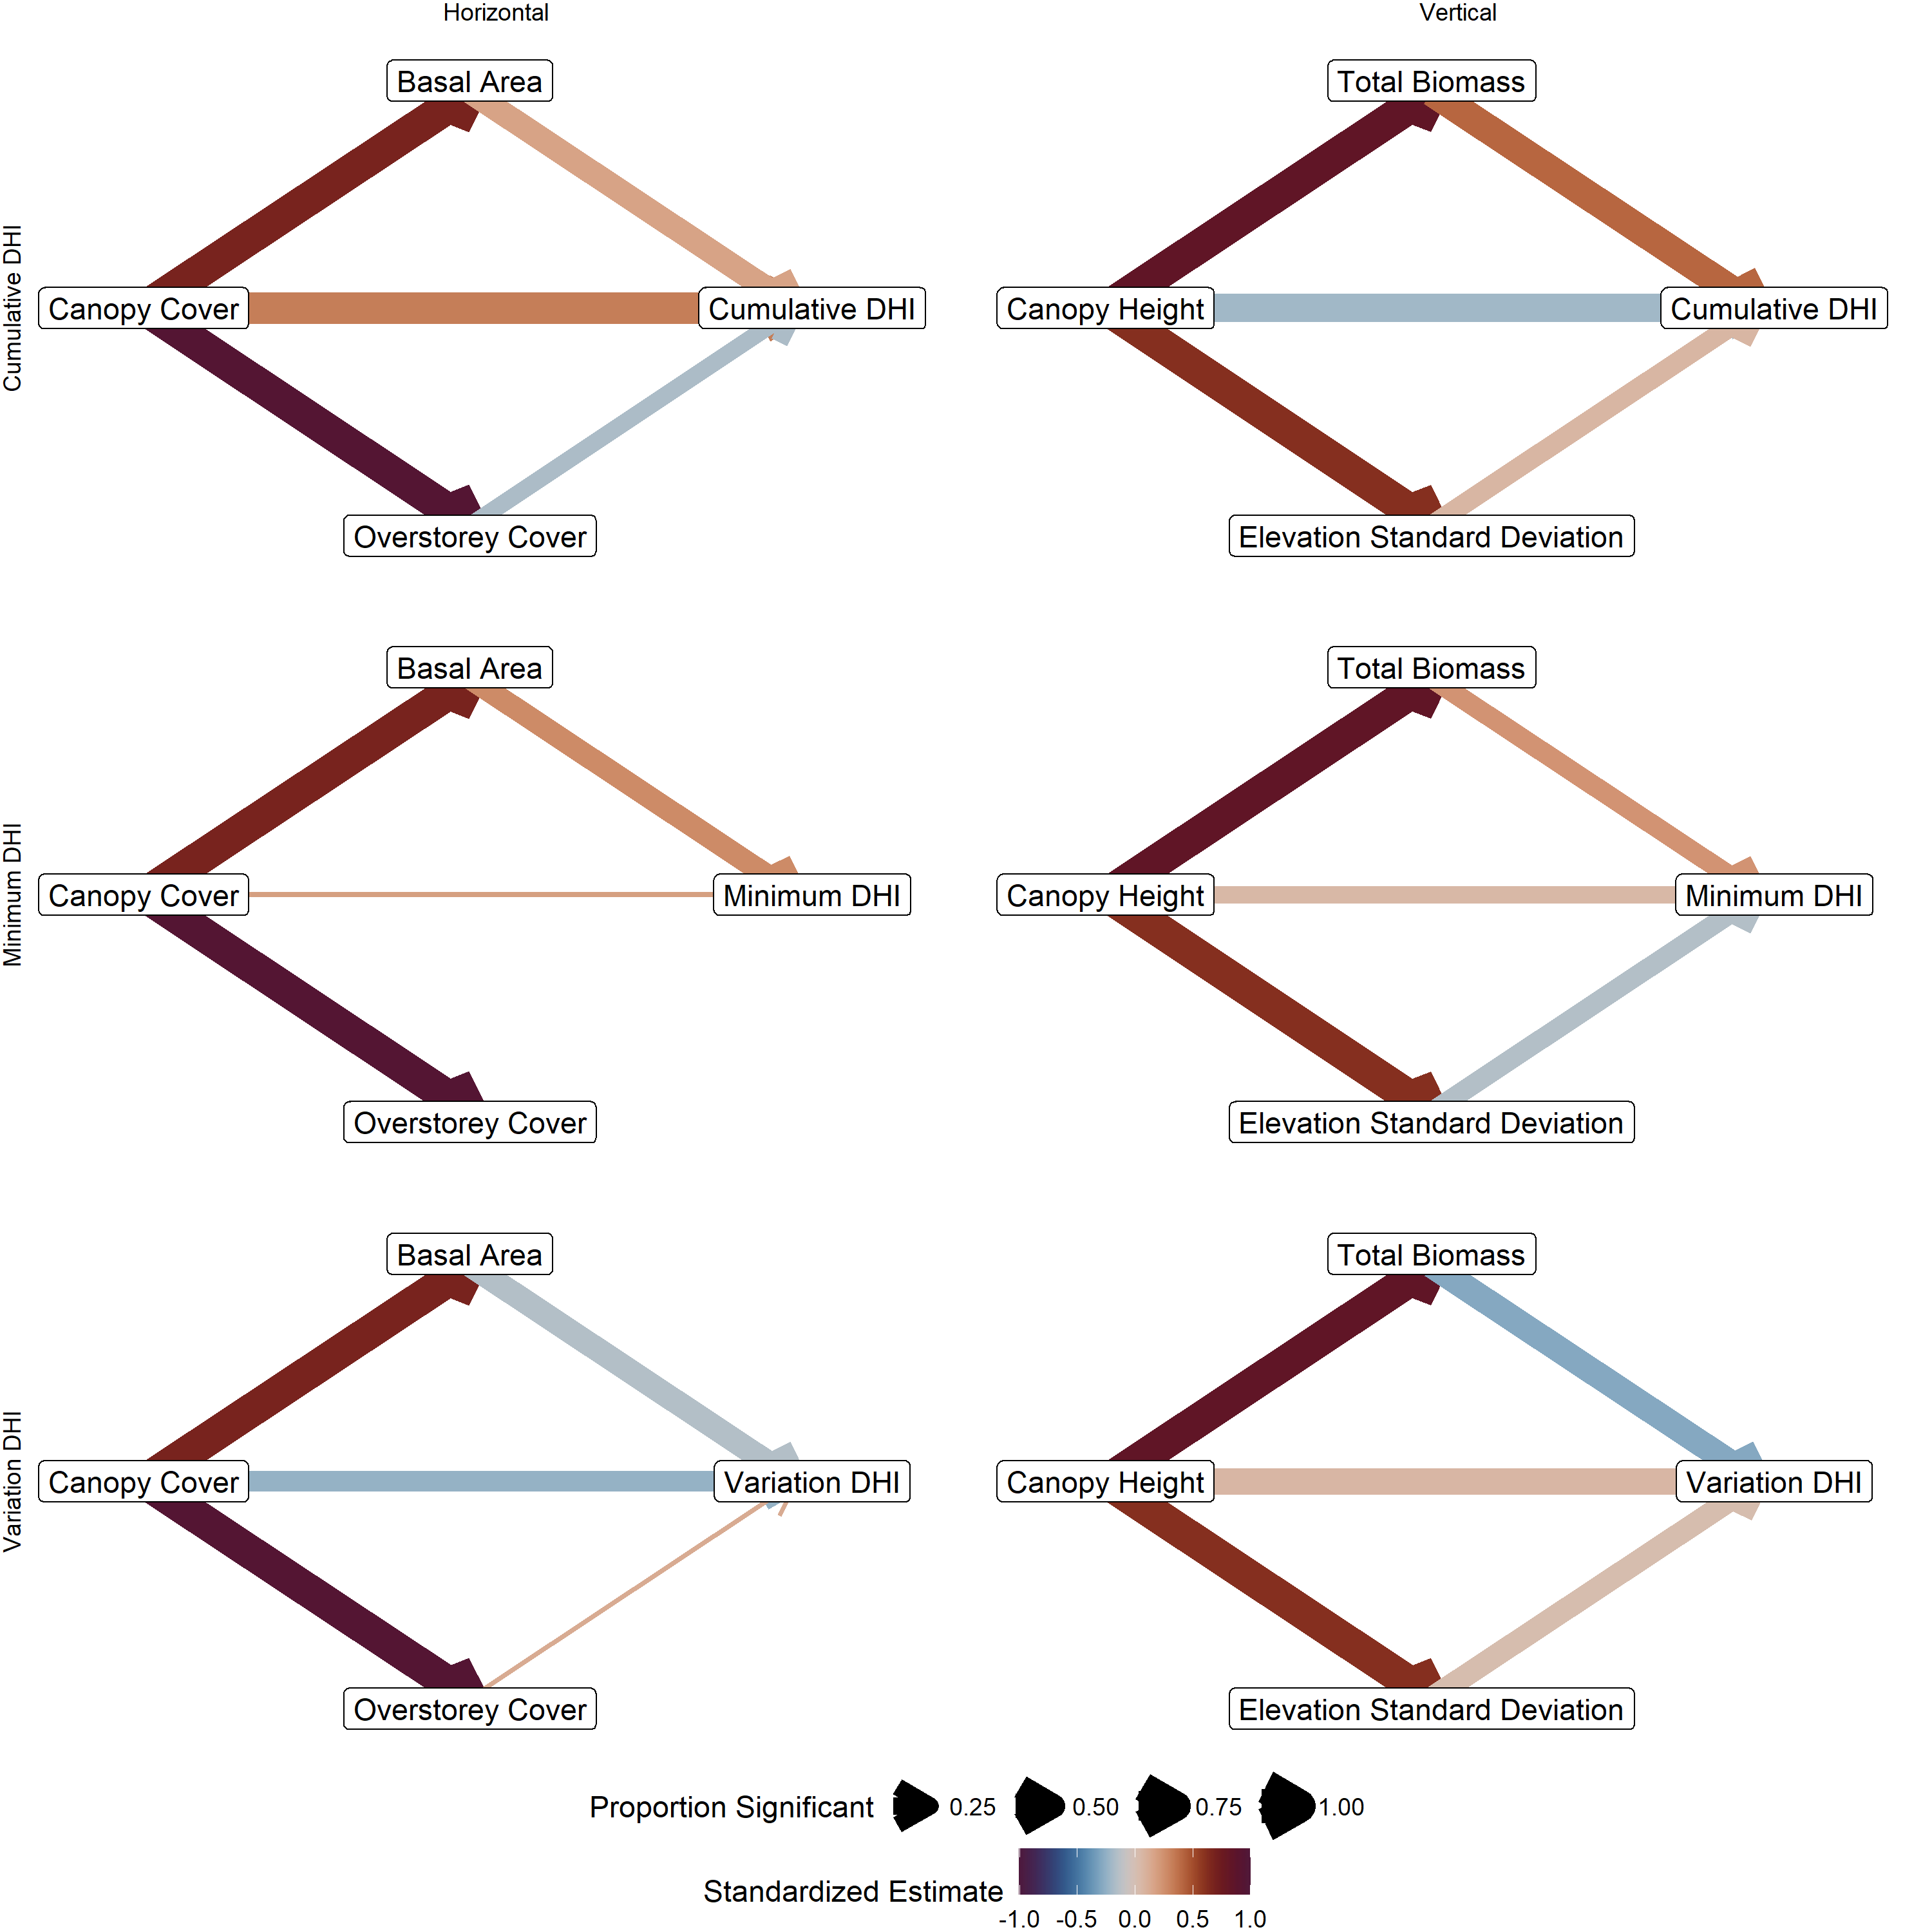 Horizontal
Vertical
Cumulative DHI
Basal Area
Canopy Cover
Cumulative DHI
Overstorey Cover
Total Biomass
Canopy Height
Cumulative DHI
Elevation Standard Deviation
Minimum DHI
Basal Area
Canopy Cover
Minimum DHI
Overstorey Cover
Total Biomass
Canopy Height
Minimum DHI
Elevation Standard Deviation
Variation DHI
Basal Area
Canopy Cover
Variation DHI
Overstorey Cover
Total Biomass
Canopy Height
Variation DHI
Elevation Standard Deviation
Proportion Significant 0.25 0.50 0.75 1.00
Standardized Estimate
-1.0 -0.5 0.0 0.5 1.0